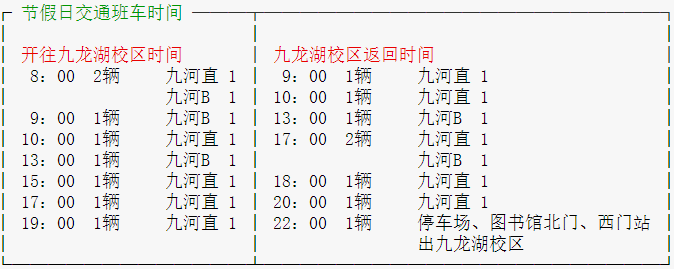 节假日交通班车时间
开往九龙湖校区时间
8：00 2辆 九河直 1
九河B 1
9：00 1辆 九河B 1
10：00 1辆 九河直 1
13：00 1辆 九河B 1
15：00 1辆 九河直 1
17：00 1辆 九河直 1
19：00 1辆 九河直 1
九龙湖校区返回时间
9：00 1辆 九河直 1
10：00 1辆 九河直 1
13：00 1辆 九河B 1
17：00 2辆 九河直 1
九河B 1
18：00 1辆 九河直 1
20：00 1辆 九河直 1
22：00 1辆 停车场、图书馆北门、西门站
出九龙湖校区